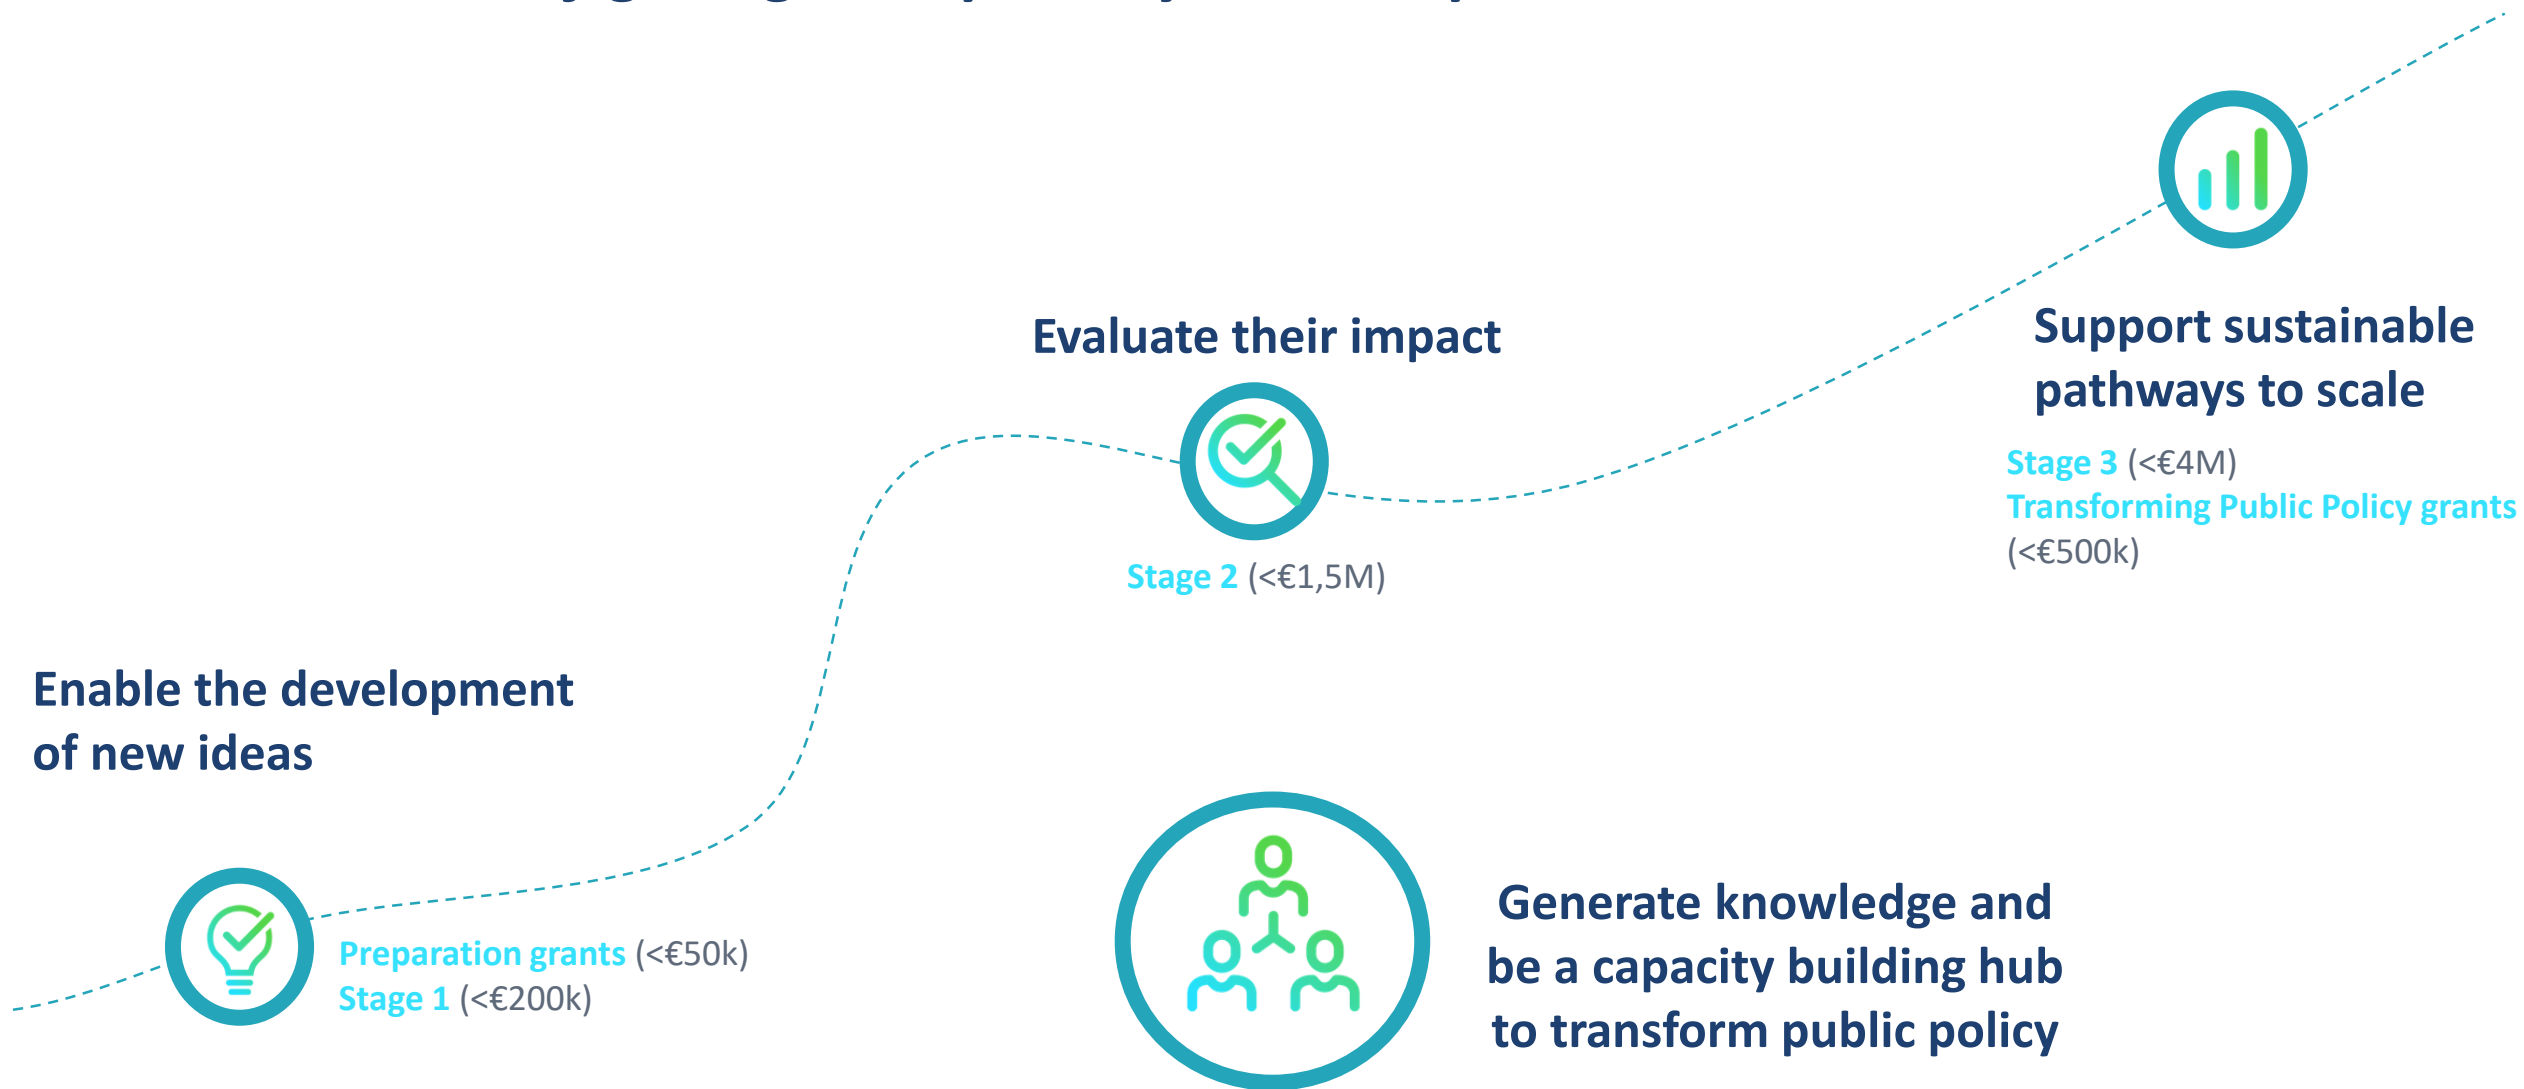 Evaluate their impact
Stage 2 (<€1,5M)
Support sustainable
pathways to scale
Stage 3 (<€4M)
Transforming Public Policy grants
(<€500k)
Enable the development
of new ideas
Preparation grants (<€50k)
Stage 1 (<€200k)
Generate knowledge and
be a capacity building hub
to transform public policy